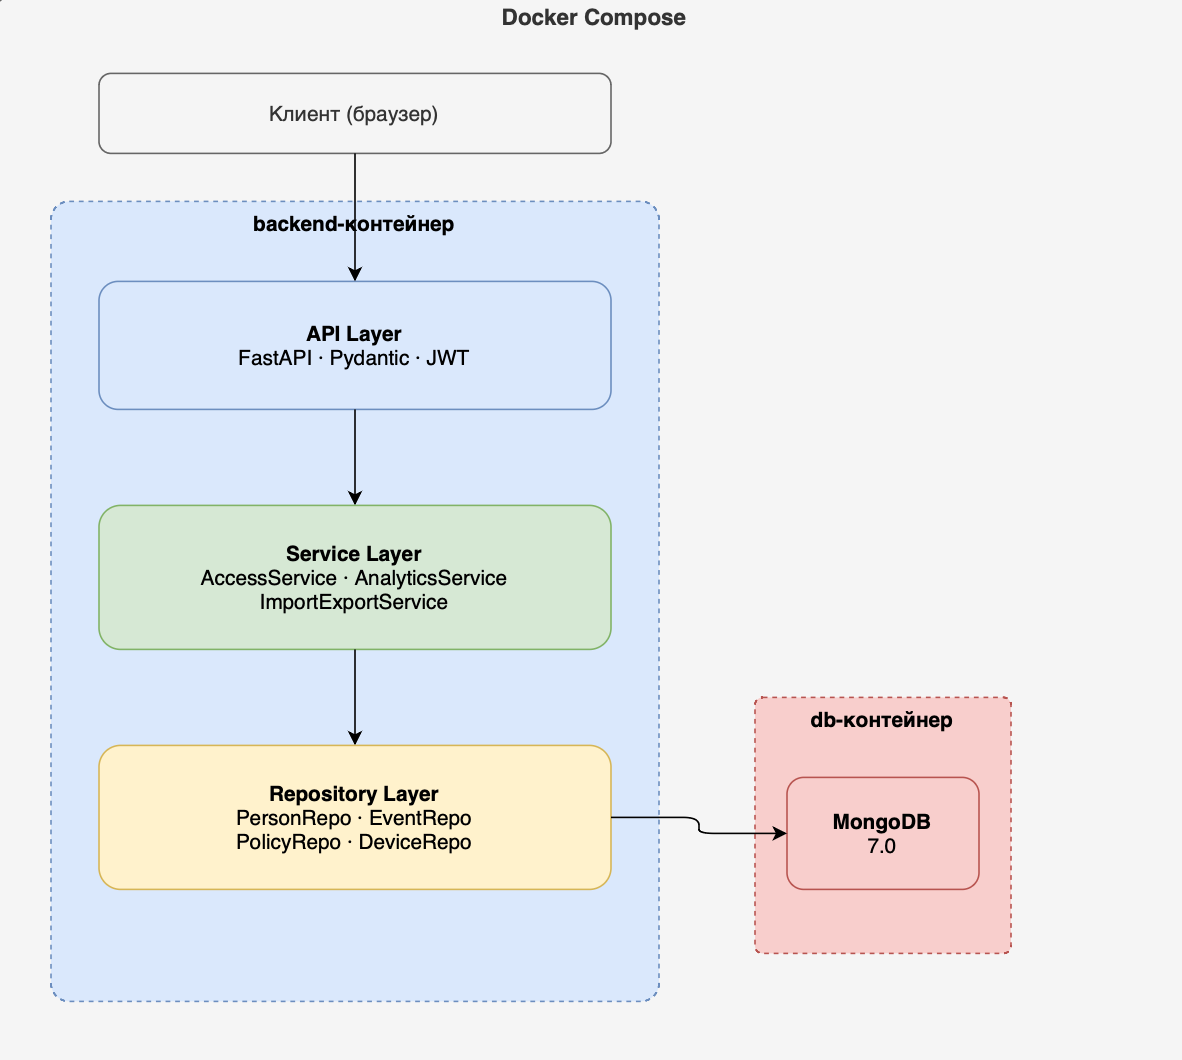 Docker Compose
Клиент (браузер)
backend-контейнер
API Layer
FastAPI · Pydantic · JWT
Service Layer
AccessService · AnalyticsService
ImportExportService
Repository Layer
PersonRepo · EventRepo
PolicyRepo · DeviceRepo
db-контейнер
MongoDB
7.0